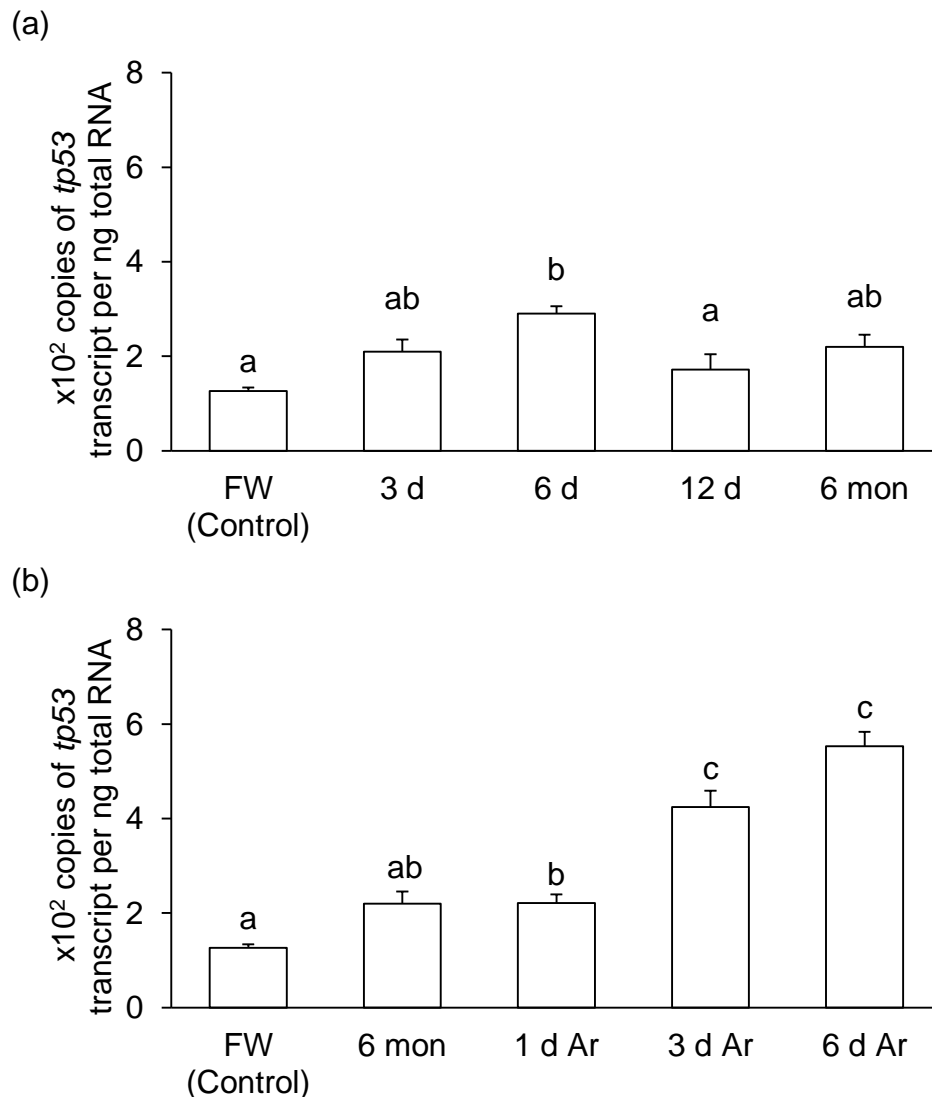 (a)
x10² copies of tp53
transcript per ng total RNA
8
6
4
2
0
a
ab
b
a
ab
FW
(Control)
3 d
6 d
12 d
6 mon
(b)
x10² copies of tp53
transcript per ng total RNA
8
6
4
2
0
a
ab
b
c
c
FW
(Control)
6 mon
1 d Ar
3 d Ar
6 d Ar